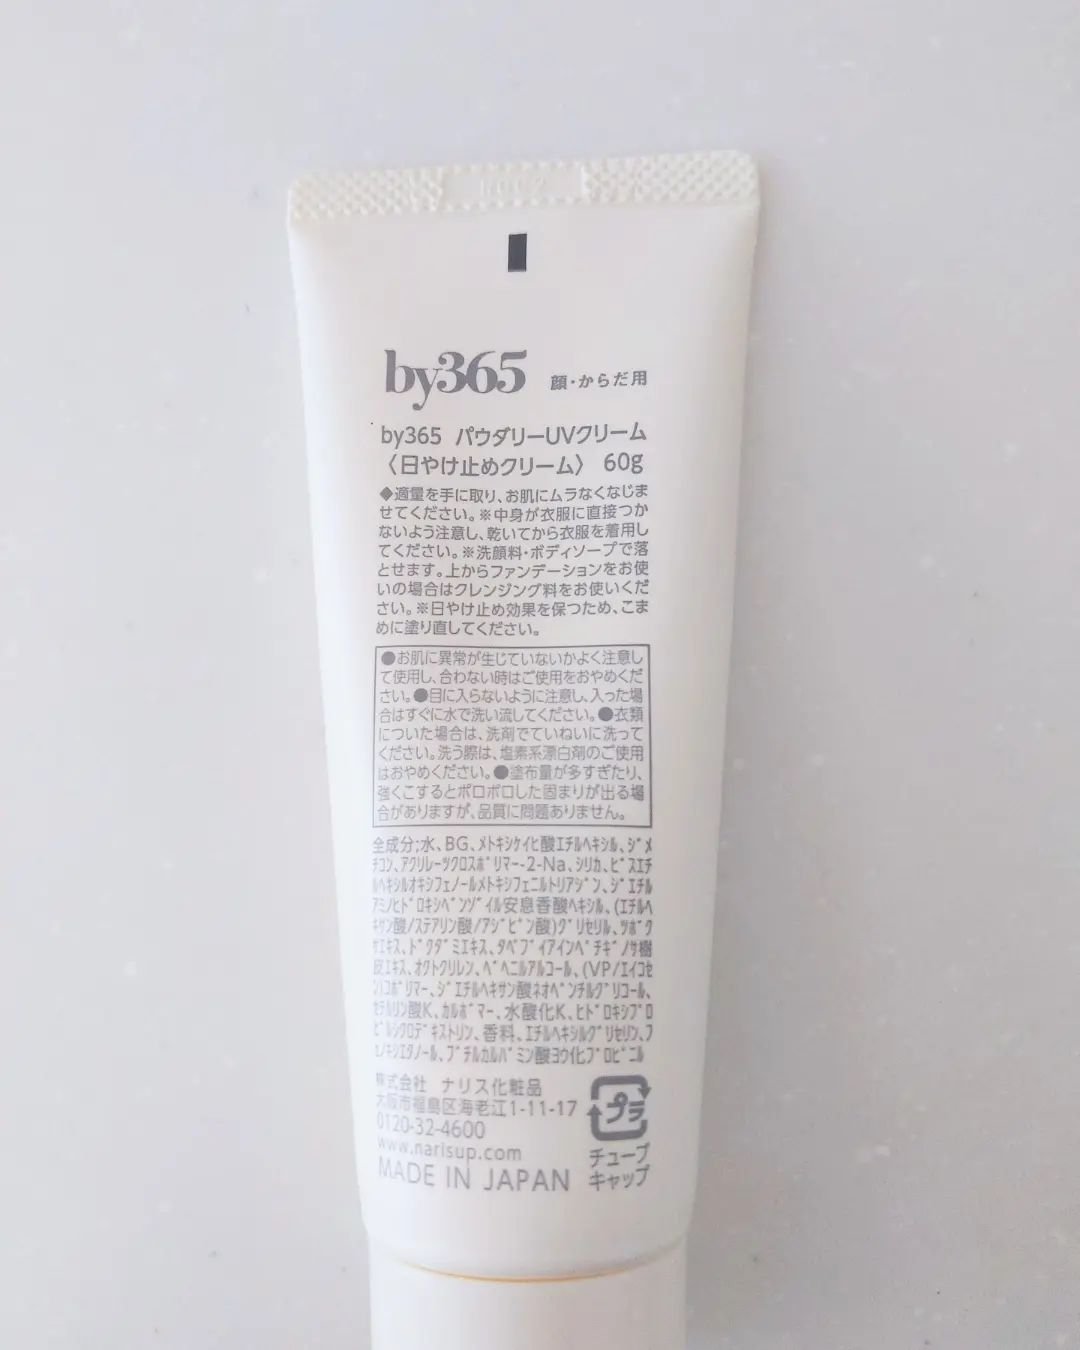 by365 顔・からだ用
by365 パウダリーUVクリーム
〈日やけ止めクリーム〉 60g
◆適量を手に取り、お肌にムラなくなじま
せてください。※中身が衣服に直接つか
ないよう注意し、乾いてから衣服を着用し
てください。※洗顔料・ボディソープで落
とせます。上からファンデーションをお使
いの場合はクレンジング料をお使いくだ
さい。※日やけ止め効果を保つため、こま
めに塗り直してください。
●お肌に異常が生じていないかよく注意し
て使用し、合わない時はご使用をおやめくだ
さい。●目に入らないように注意し、入った場
合はすぐに水で洗い流してください。●衣類
についた場合は、洗剤でていねいに洗って
ください。洗う際は、塩素系漂白剤のご使用
はおやめください。●塗布量が多すぎたり、
強くこするとポロポロした固まりが出る場
合がありますが、品質に問題ありません。
全成分;水、BG、ﾒﾄｷｼｹｲﾋ酸ｴﾁﾙﾍｷｼﾙ、ｼﾞﾒ
ﾁｺﾝ、ｱｸﾘﾚｰﾂｸﾛｽﾎﾟﾘﾏｰ-2-Na、ｼﾘｶ、ﾋﾞｽｴﾁ
ﾙﾍｷｼﾙｵｷｼﾌｪﾉｰﾙﾒﾄｷｼﾌｪﾆﾙﾄﾘｱｼﾞﾝ、ｼﾞｴﾁﾙ
ｱﾐﾉﾋﾄﾞﾛｷｼﾍﾞﾝｿﾞｲﾙ安息香酸ﾍｷｼﾙ、(ｴﾁﾙﾍ
ｷｻﾝ酸/ｽﾃｱﾘﾝ酸/ｱｼﾞﾋﾟﾝ酸)ｸﾞﾘｾﾘﾙ、ﾂﾎﾞｸ
ｻｴｷｽ、ﾄﾞｸﾀﾞﾐｴｷｽ、ﾀﾍﾞﾌﾞｲｱｲﾝﾍﾟﾁｷﾞﾉｻ樹
皮ｴｷｽ、ｵｸﾄｸﾘﾚﾝ、ﾍﾞﾍﾆﾙｱﾙｺｰﾙ、(VP/ｴｲｺｾ
ﾝ)ｺﾎﾟﾘﾏｰ、ｼﾞｴﾁﾙﾍｷｻﾝ酸ﾈｵﾍﾟﾝﾁﾙｸﾞﾘｺｰﾙ、
ｾﾁﾙﾘﾝ酸K、ｶﾙﾎﾞﾏｰ、水酸化K、ﾋﾄﾞﾛｷｼﾌﾟﾛ
ﾋﾟﾙｼｸﾛﾃﾞｷｽﾄﾘﾝ、香料、ｴﾁﾙﾍｷｼﾙｸﾞﾘｾﾘﾝ、ﾌ
ｪﾉｷｼｴﾀﾉｰﾙ、ﾌﾞﾁﾙｶﾙﾊﾞﾐﾝ酸ﾖｳ化ﾌﾟﾛﾋﾟﾆﾙ
株式会社 ナリス化粧品
大阪市福島区海老江1-11-17
0120-32-4600
www.narisup.com
MADE IN JAPAN
プラ
チューブ
キャップ